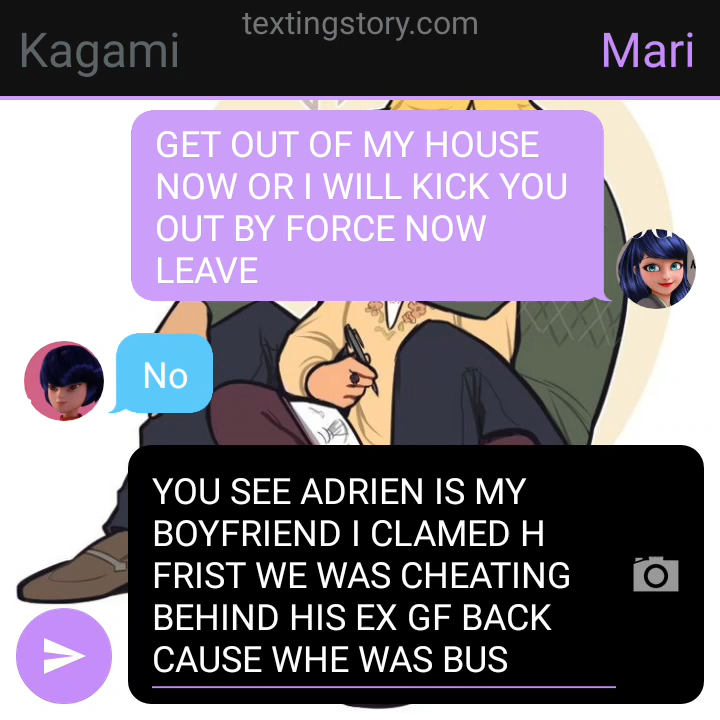 textingstory.com
Kagami
Mari
GET OUT OF MY HOUSE
NOW OR I WILL KICK YOU
OUT BY FORCE NOW
LEAVE
No
YOU SEE ADRIEN IS MY
BOYFRIEND I CLAMED H
FRIST WE WAS CHEATING
BEHIND HIS EX GF BACK
CAUSE WHE WAS BUS